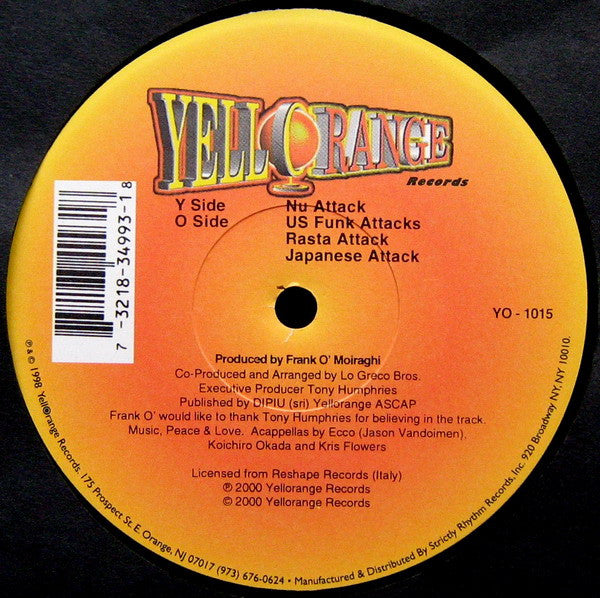 YELLORANGE
Records
Y Side Nu Attack
O Side US Funk Attacks
Rasta Attack
Japanese Attack
7 32183 4993-1 8
YO - 1015
Produced by Frank O' Moiraghi
Co-Produced and Arranged by Lo Greco Bros.
Executive Producer Tony Humphries
Published by DIPIU (sri) Yellorange ASCAP
Frank O' would like to thank Tony Humphries for believing in the track.
Music, Peace & Love. Acappellas by Ecco (Jason Vandoimen),
Koichiro Okada and Kris Flowers
Licensed from Reshape Records (Italy)
℗ 2000 Yellorange Records
© 2000 Yellorange Records
℗ & © 1998 Yellorange Records, 175 Prospect St. E. Orange, NJ 07017 (973) 676-0624 • Manufactured & Distributed By Strictly Rhythm Records, Inc. 920 Broadway NY, NY 10010.